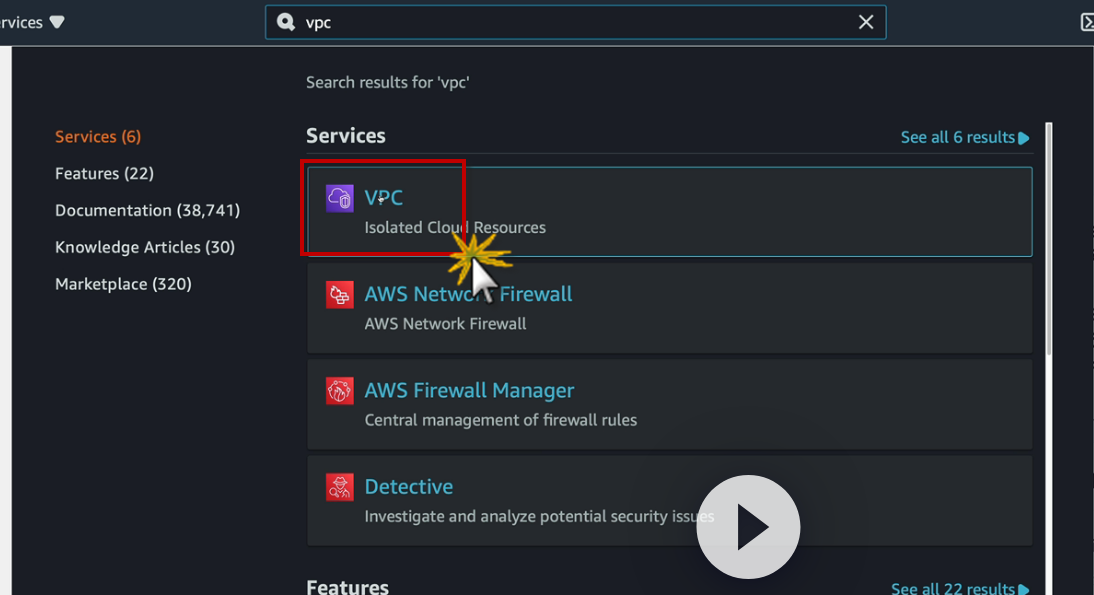 rvices
vpc
Search results for 'vpc'
Services (6)
Features (22)
Documentation (38,741)
Knowledge Articles (30)
Marketplace (320)
Services
See all 6 results
VPC
Isolated Cloud Resources
AWS Network Firewall
AWS Network Firewall
AWS Firewall Manager
Central management of firewall rules
Detective
Investigate and analyze potential security issues
Features
See all 22 results